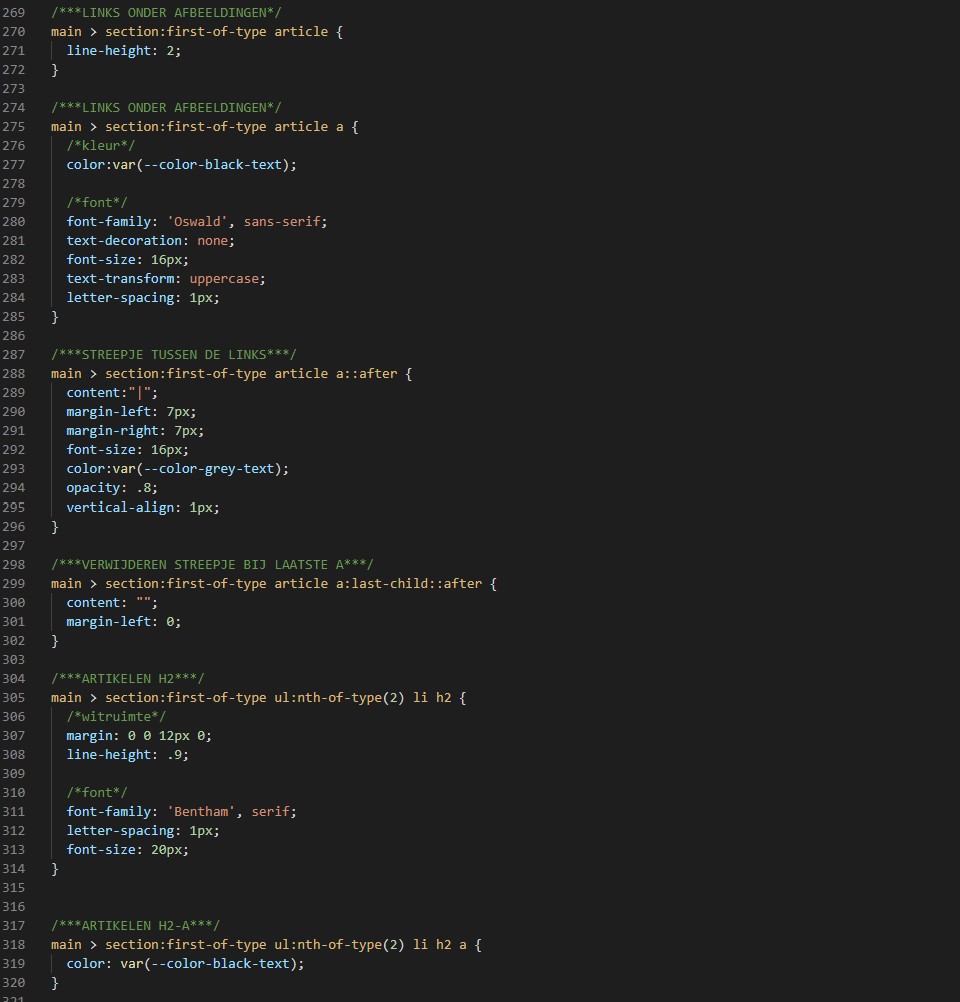 269 /***LINKS ONDER AFBEELDINGEN*/
270 main > section:first-of-type article {
271 line-height: 2;
272 }
273
274 /***LINKS ONDER AFBEELDINGEN*/
275 main > section:first-of-type article a {
276 /*kleur*/
277 color:var(--color-black-text);
278
279 /*font*/
280 font-family: 'Oswald', sans-serif;
281 text-decoration: none;
282 font-size: 16px;
283 text-transform: uppercase;
284 letter-spacing: 1px;
285 }
286
287 /***STREEPJE TUSSEN DE LINKS***/
288 main > section:first-of-type article a::after {
289 content:"|";
290 margin-left: 7px;
291 margin-right: 7px;
292 font-size: 16px;
293 color:var(--color-grey-text);
294 opacity: .8;
295 vertical-align: 1px;
296 }
297
298 /***VERWIJDEREN STREEPJE BIJ LAATSTE A***/
299 main > section:first-of-type article a:last-child::after {
300 content: "";
301 margin-left: 0;
302 }
303
304 /***ARTIKELEN H2***/
305 main > section:first-of-type ul:nth-of-type(2) li h2 {
306 /*witruimte*/
307 margin: 0 0 12px 0;
308 line-height: .9;
309
310 /*font*/
311 font-family: 'Bentham', serif;
312 letter-spacing: 1px;
313 font-size: 20px;
314 }
315
316
317 /***ARTIKELEN H2-A***/
318 main > section:first-of-type ul:nth-of-type(2) li h2 a {
319 color: var(--color-black-text);
320 }
321